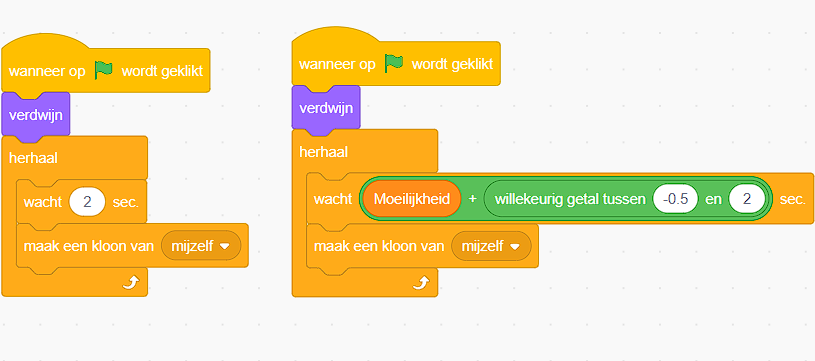 wanneer op wordt geklikt
verdwijn
herhaal
wacht 2 sec.
maak een kloon van mijzelf
wanneer op wordt geklikt
verdwijn
herhaal
wacht Moeilijkheid + willekeurig getal tussen -0.5 en 2 sec.
maak een kloon van mijzelf